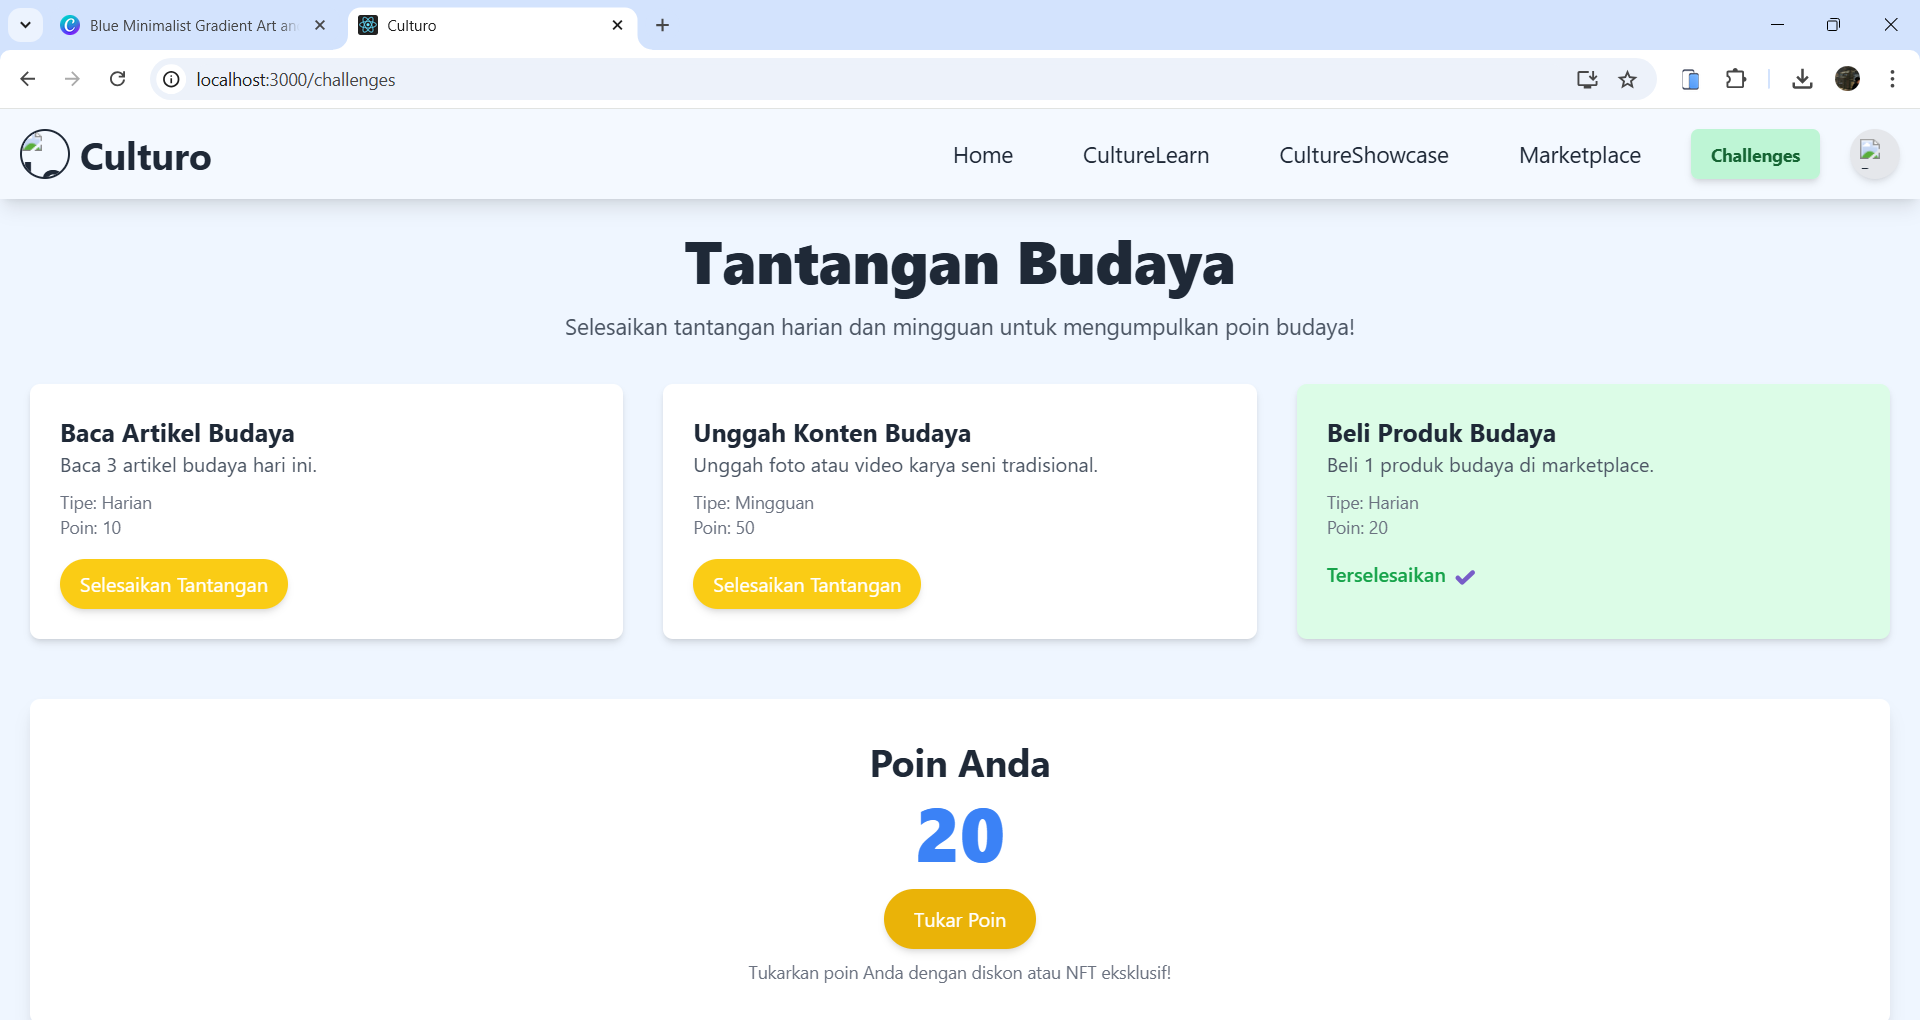 Blue Minimalist Gradient Art an
Culturo
localhost:3000/challenges
Culturo
Home
CultureLearn
CultureShowcase
Marketplace
Challenges
Tantangan Budaya
Selesaikan tantangan harian dan mingguan untuk mengumpulkan poin budaya!
Baca Artikel Budaya
Baca 3 artikel budaya hari ini.
Tipe: Harian
Poin: 10
Selesaikan Tantangan
Unggah Konten Budaya
Unggah foto atau video karya seni tradisional.
Tipe: Mingguan
Poin: 50
Selesaikan Tantangan
Beli Produk Budaya
Beli 1 produk budaya di marketplace.
Tipe: Harian
Poin: 20
Terselesaikan ✔
Poin Anda
20
Tukar Poin
Tukarkan poin Anda dengan diskon atau NFT eksklusif!